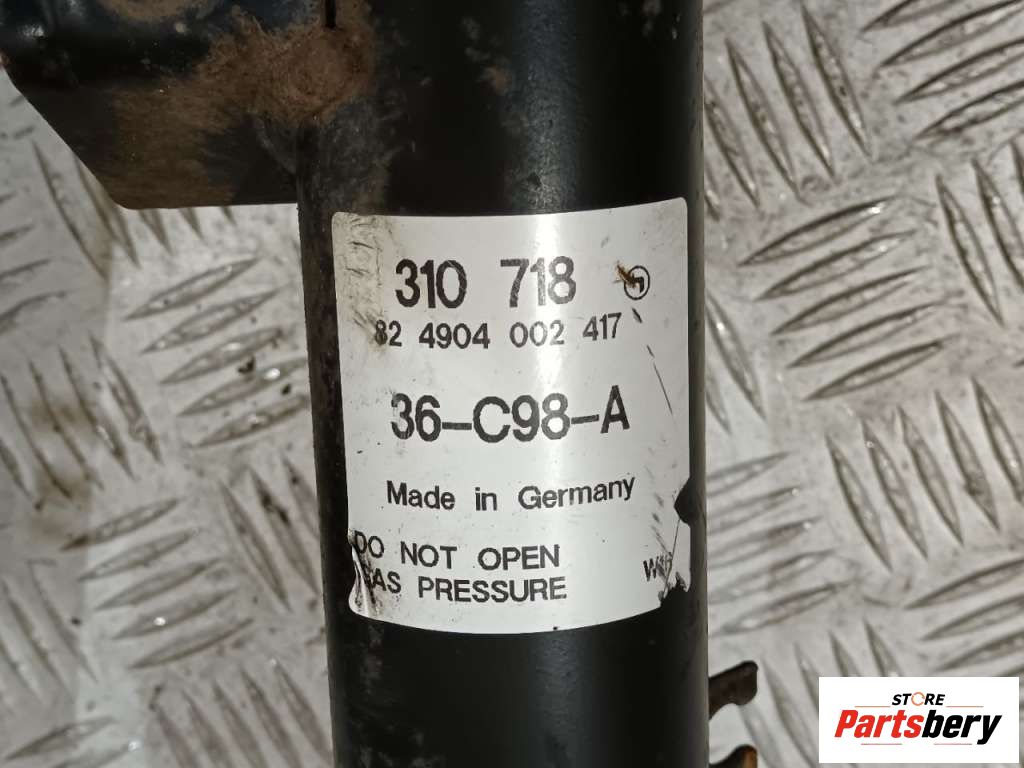 310 718
82 4904 002 417
36-C98-A
Made in Germany
DO NOT OPEN
GAS PRESSURE
STORE
Partsbery